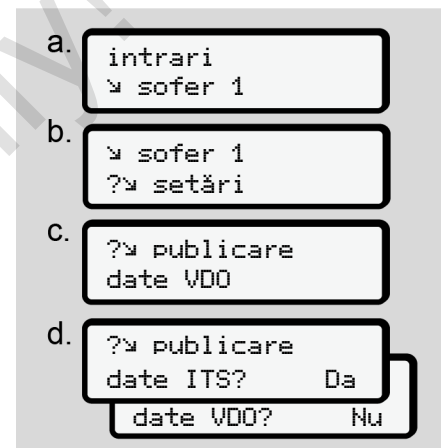 a.
intrari
↘ sofer 1
b.
↘ sofer 1
?↘ setări
c.
?↘ publicare
date VDO
d.
?↘ publicare
date ITS? Da
date VDO? Nu